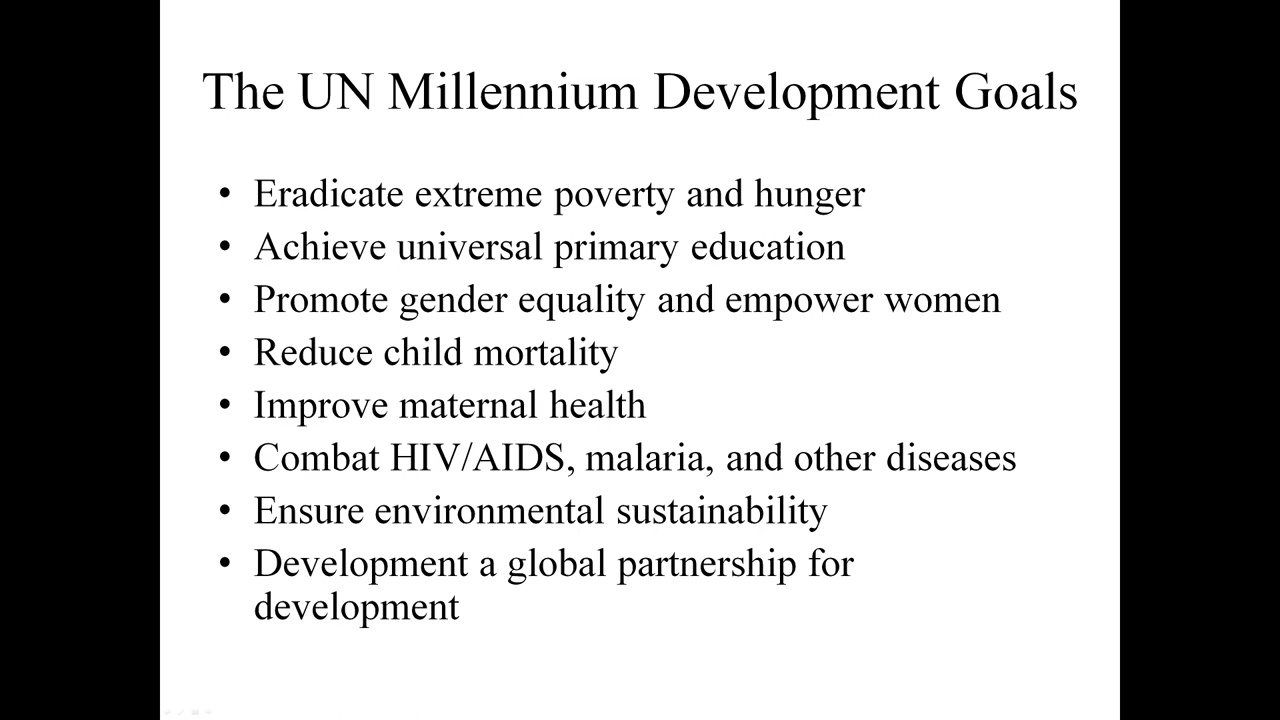 The UN Millennium Development Goals
• Eradicate extreme poverty and hunger
• Achieve universal primary education
• Promote gender equality and empower women
• Reduce child mortality
• Improve maternal health
• Combat HIV/AIDS, malaria, and other diseases
• Ensure environmental sustainability
• Development a global partnership for
development